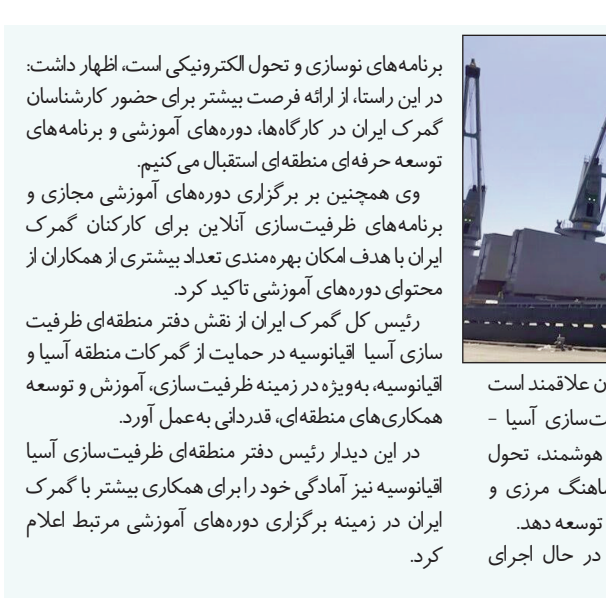 ن علاقمند است
ت‌سازی آسیا -
هوشمند، تحول
ماهنگ مرزی و
توسعه دهد.
در حال اجرای
برنامه‌های نوسازی و تحول الکترونیکی است، اظهار داشت:
در این راستا، از ارائه فرصت بیشتر برای حضور کارشناسان
گمرک ایران در کارگاه‌ها، دوره‌های آموزشی و برنامه‌های
توسعه حرفه‌ای منطقه‌ای استقبال می‌کنیم.
وی همچنین بر برگزاری دوره‌های آموزشی مجازی و
برنامه‌های ظرفیت‌سازی آنلاین برای کارکنان گمرک
ایران با هدف امکان بهره‌مندی تعداد بیشتری از همکاران از
محتوای دوره‌های آموزشی تاکید کرد.
رئیس کل گمرک ایران از نقش دفتر منطقه‌ای ظرفیت
سازی آسیا اقیانوسیه در حمایت از گمرکات منطقه آسیا و
اقیانوسیه، به‌ویژه در زمینه ظرفیت‌سازی، آموزش و توسعه
همکاری‌های منطقه‌ای، قدردانی به‌عمل آورد.
در این دیدار رئیس دفتر منطقه‌ای ظرفیت‌سازی آسیا
اقیانوسیه نیز آمادگی خود را برای همکاری بیشتر با گمرک
ایران در زمینه برگزاری دوره‌های آموزشی مرتبط اعلام
کرد.